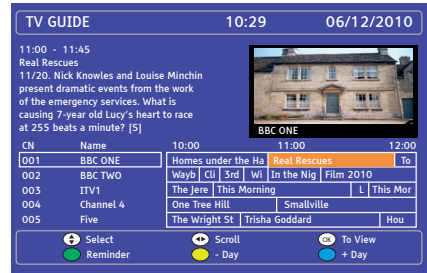 TV GUIDE 10:29 06/12/2010
11:00 - 11:45
Real Rescues
11/20. Nick Knowles and Louise Minchin
present dramatic events from the work
of the emergency services. What is
causing 7-year old Lucy's heart to race
at 255 beats a minute? [S]
BBC ONE
CN Name 10:00 11:00 12:00
001 BBC ONE Homes under the Ha Real Rescues To
002 BBC TWO Wayb Cli 3rd Wi In the Nig Film 2010
003 ITV1 The Jere This Morning L This Mor
004 Channel 4 One Tree Hill Smallville
005 Five The Wright St Trisha Goddard Hou
Select Scroll OK To View
Reminder - Day + Day